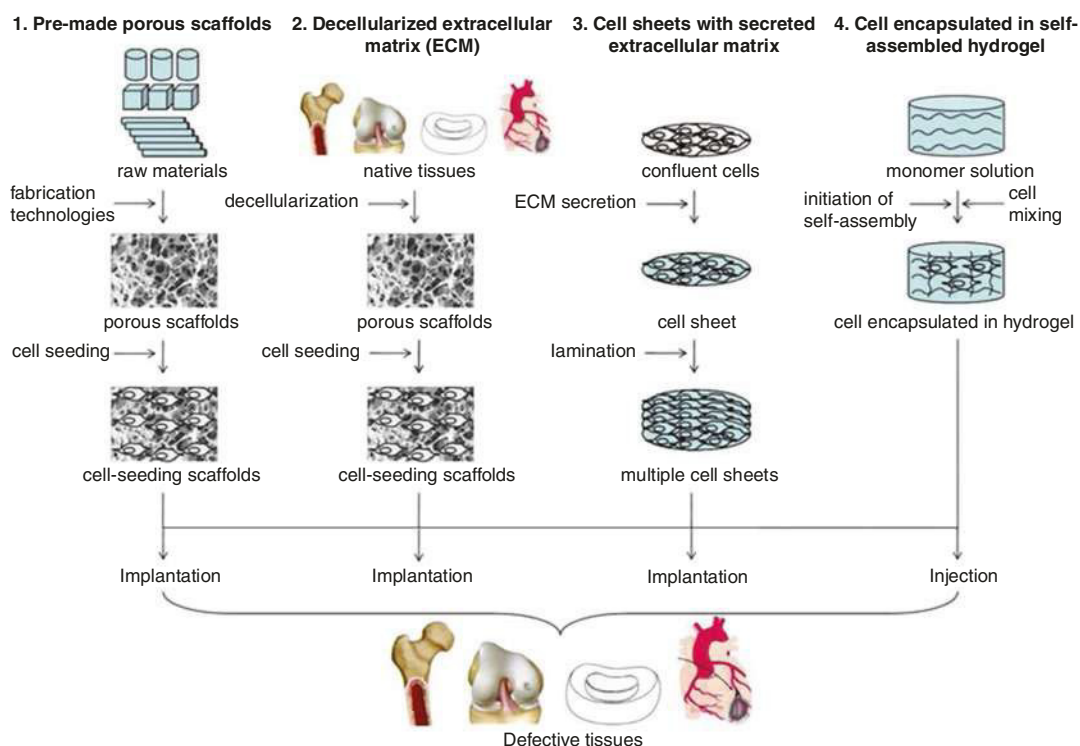 1. Pre-made porous scaffolds
2. Decellularized extracellular
matrix (ECM)
3. Cell sheets with secreted
extracellular matrix
4. Cell encapsulated in self-
assembled hydrogel
raw materials
native tissues
confluent cells
monomer solution
fabrication
technologies
decellularization
ECM secretion
initiation of
self-assembly
cell
mixing
porous scaffolds
porous scaffolds
cell sheet
cell encapsulated in hydrogel
cell seeding
cell seeding
lamination
cell-seeding scaffolds
cell-seeding scaffolds
multiple cell sheets
Implantation
Implantation
Implantation
Injection
Defective tissues